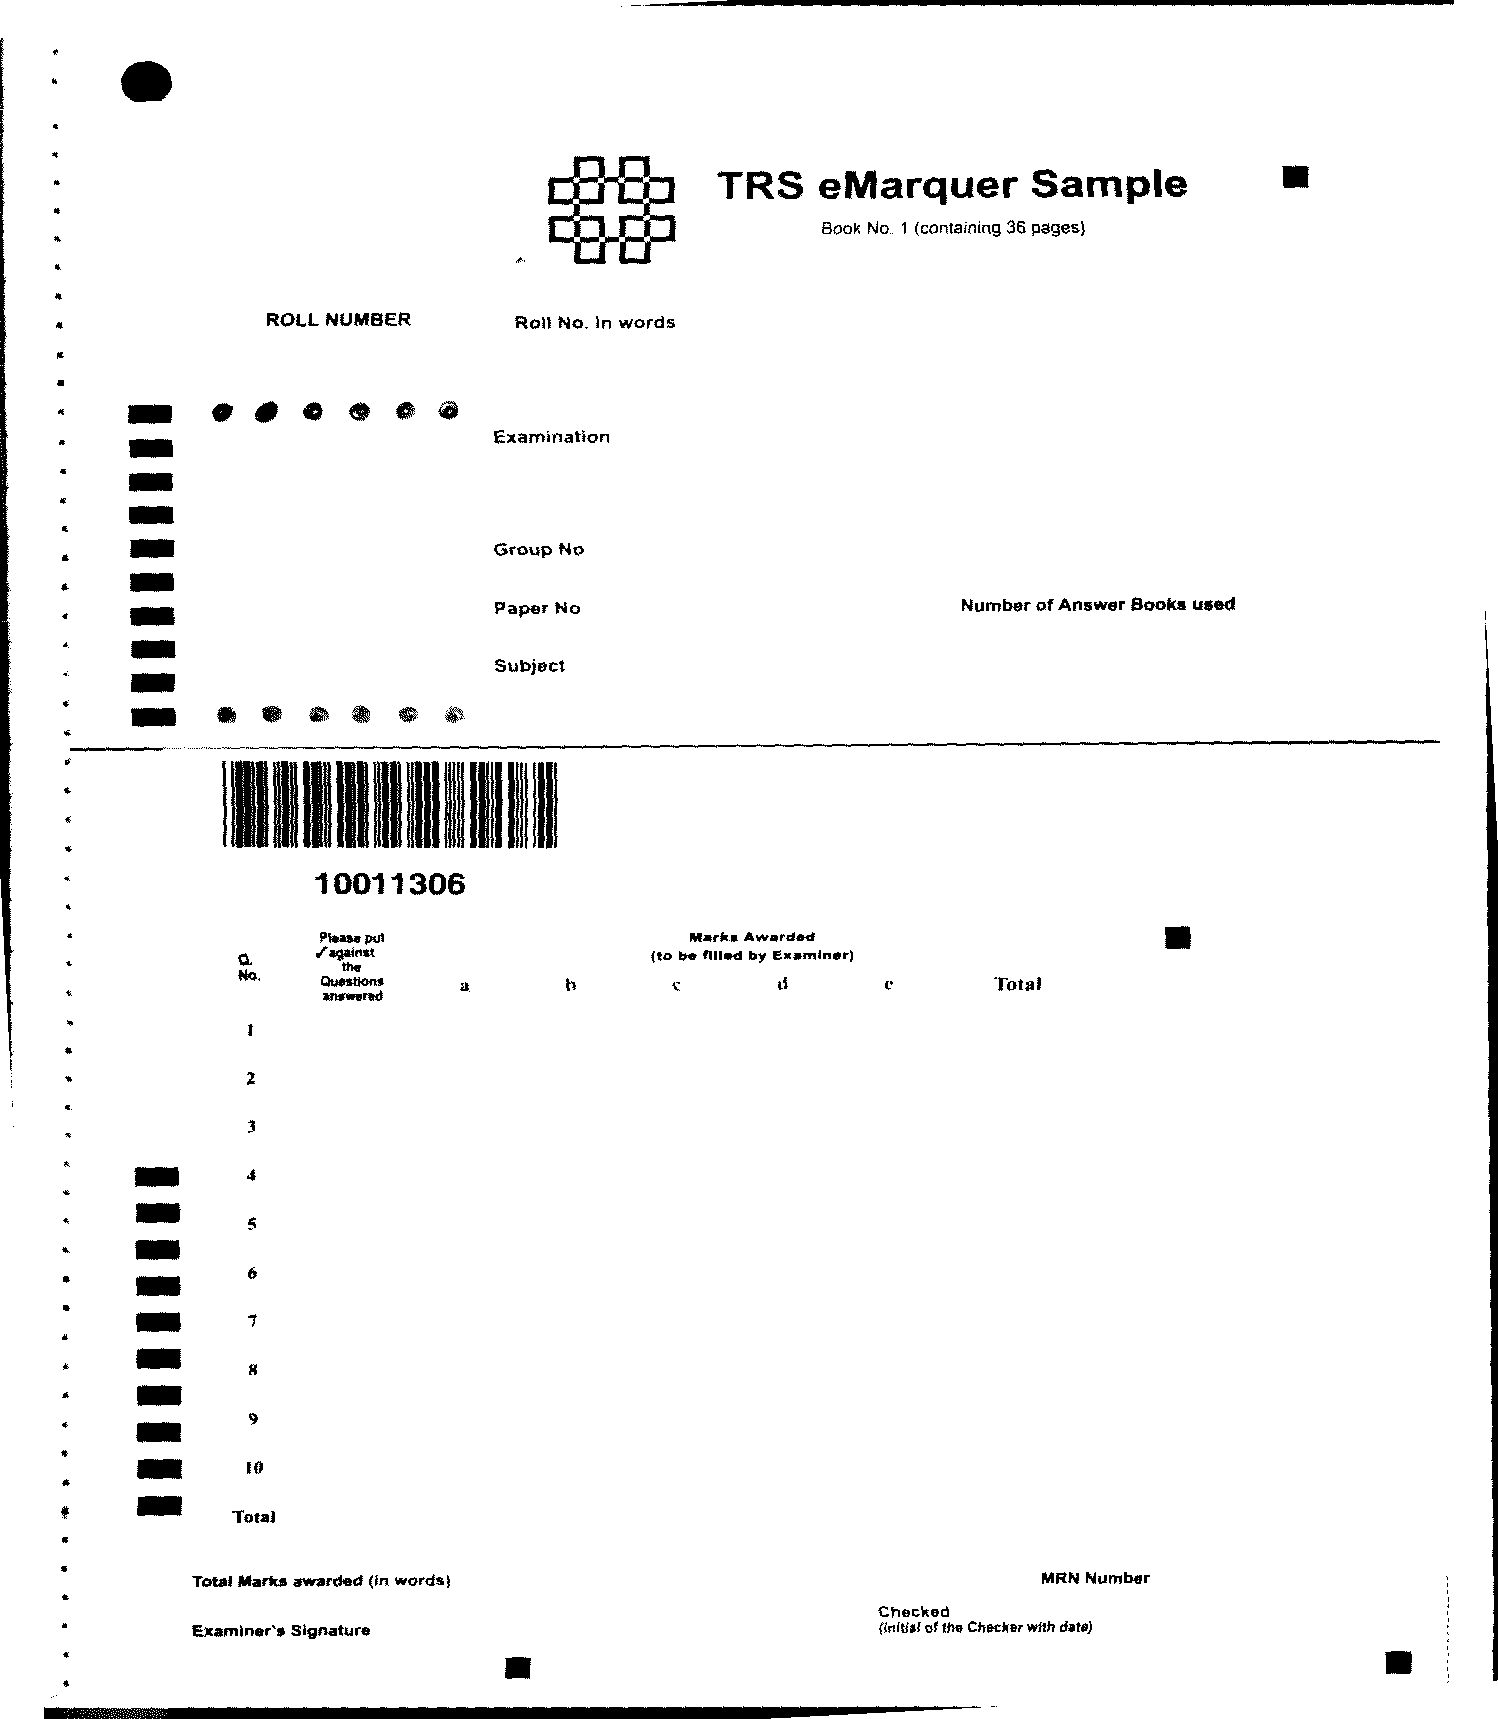 TRS eMarquer Sample
Book No. 1 (containing 36 pages)
ROLL NUMBER
Roll No. in words
Examination
Group No
Paper No
Number of Answer Books used
Subject
10011306
Q. No.
Please put
✓against
the
Questions
answered
Marks Awarded
(to be filled by Examiner)
a b c d e Total
1
2
3
4
5
6
7
8
9
10
Total
Total Marks awarded (in words)
MRN Number
Examiner's Signature
Checked
(initial of the Checker with date)